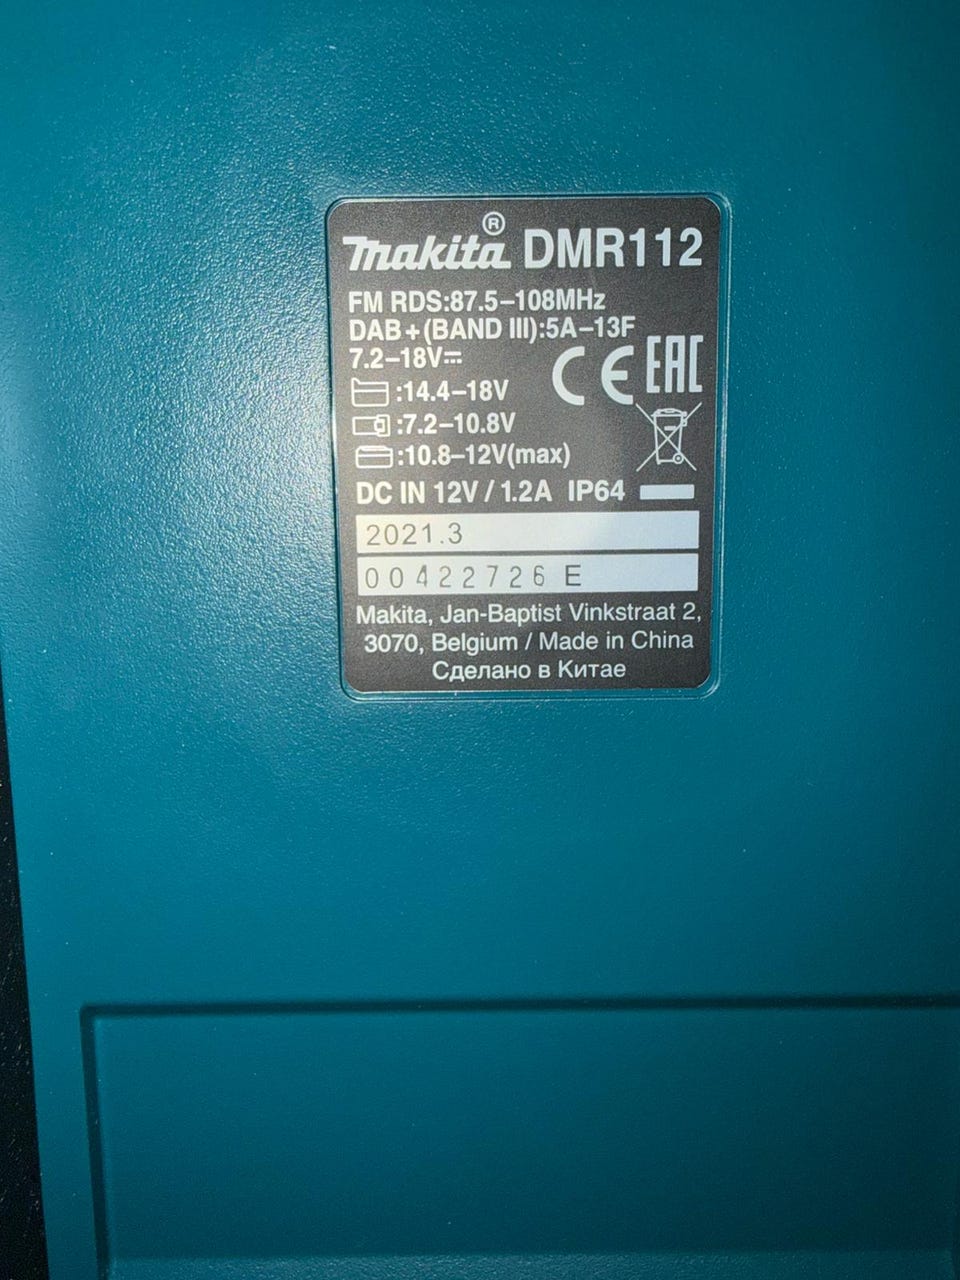 makita® DMR112
FM RDS:87.5–108MHz
DAB+(BAND III):5A–13F
7.2–18V⎓
:14.4–18V
:7.2–10.8V
:10.8–12V(max)
CE EAC
DC IN 12V / 1.2A IP64
2021.3
00422726 E
Makita, Jan-Baptist Vinkstraat 2,
3070, Belgium / Made in China
Сделано в Китае